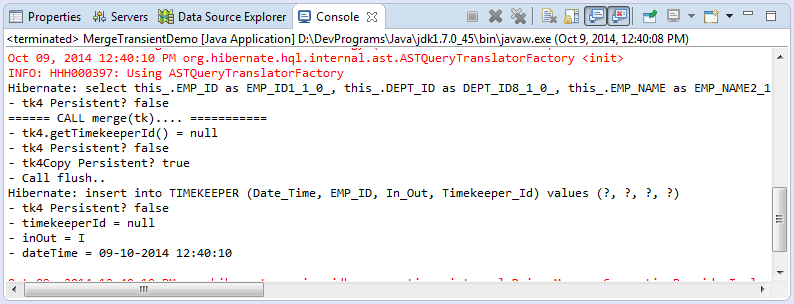 Properties Servers Data Source Explorer Console
<terminated> MergeTransientDemo [Java Application] D:\DevPrograms\Java\jdk1.7.0_45\bin\javaw.exe (Oct 09, 2014, 12:40:08 PM)
Oct 09, 2014 12:40:10 PM org.hibernate.hql.internal.ast.ASTQueryTranslatorFactory <init>
INFO: HHH000397: Using ASTQueryTranslatorFactory
Hibernate: select this_.EMP_ID as EMP_ID1_1_0_, this_.DEPT_ID as DEPT_ID8_1_0_, this_.EMP_NAME as EMP_NAME2_1
- tk4 Persistent? false
====== CALL merge(tk).... ===========
- tk4.getTimekeeperId() = null
- tk4 Persistent? false
- tk4Copy Persistent? true
- Call flush..
Hibernate: insert into TIMEKEEPER (Date_Time, EMP_ID, In_Out, Timekeeper_Id) values (?, ?, ?, ?)
- tk4 Persistent? false
- timekeeperId = null
- inOut = I
- dateTime = 09-10-2014 12:40:10